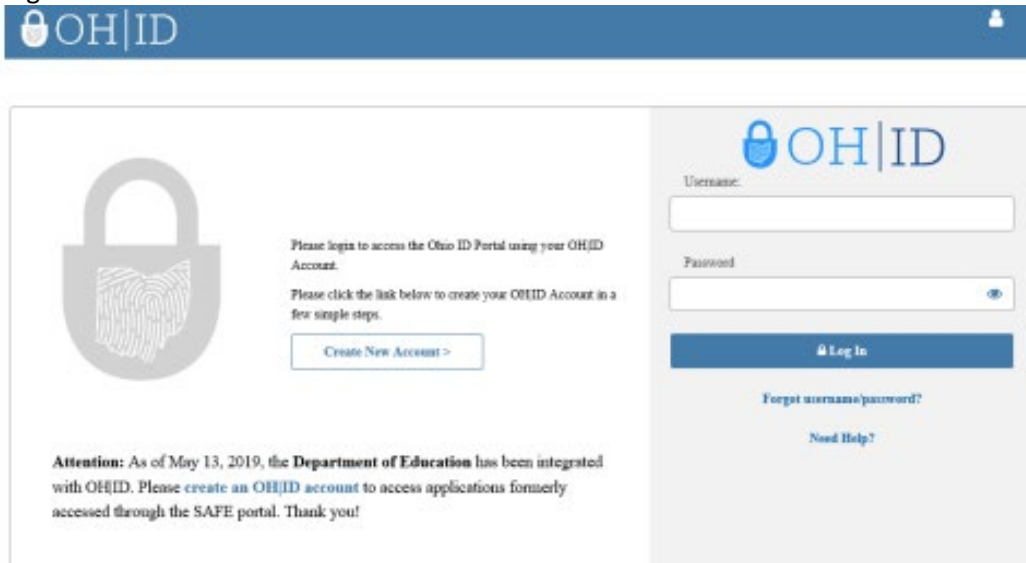 OH|ID
Please login to access the Ohio ID Portal using your OH|ID
Account.
Please click the link below to create your OH|ID Account in a
few simple steps.
Create New Account >
Attention: As of May 13, 2019, the Department of Education has been integrated
with OH|ID. Please create an OH|ID account to access applications formerly
accessed through the SAFE portal. Thank you!
OH|ID
Username:
Password
Log In
Forgot username/password?
Need Help?